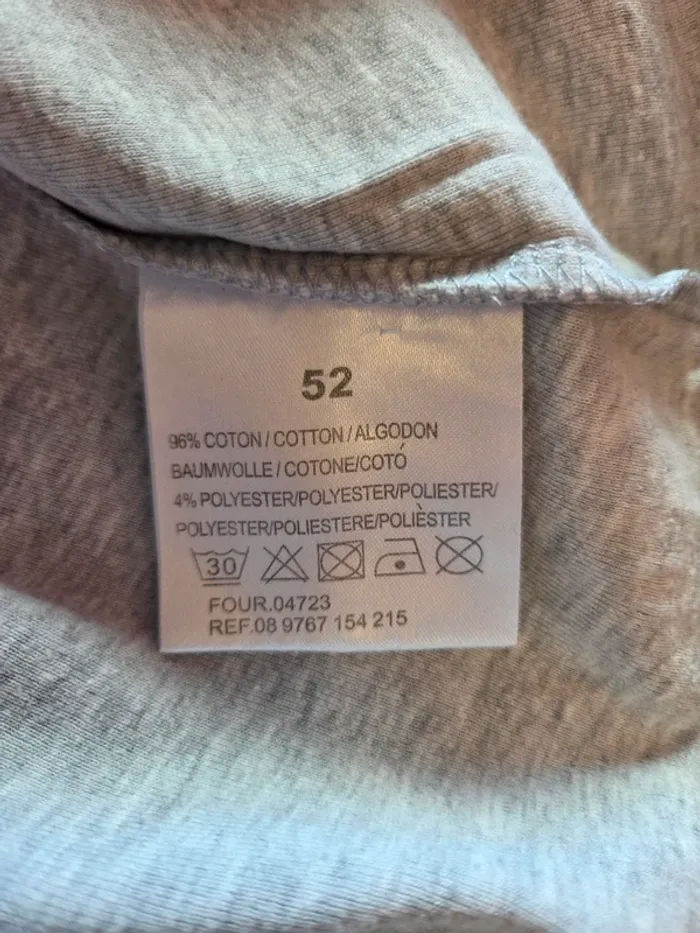 52
96% COTON / COTTON / ALGODON
BAUMWOLLE / COTONE/COTÓ
4% POLYESTER/POLYESTER/POLIESTER/
POLYESTER/POLIESTERE/POLIÈSTER
30
FOUR.04723
REF.08 9767 154 215